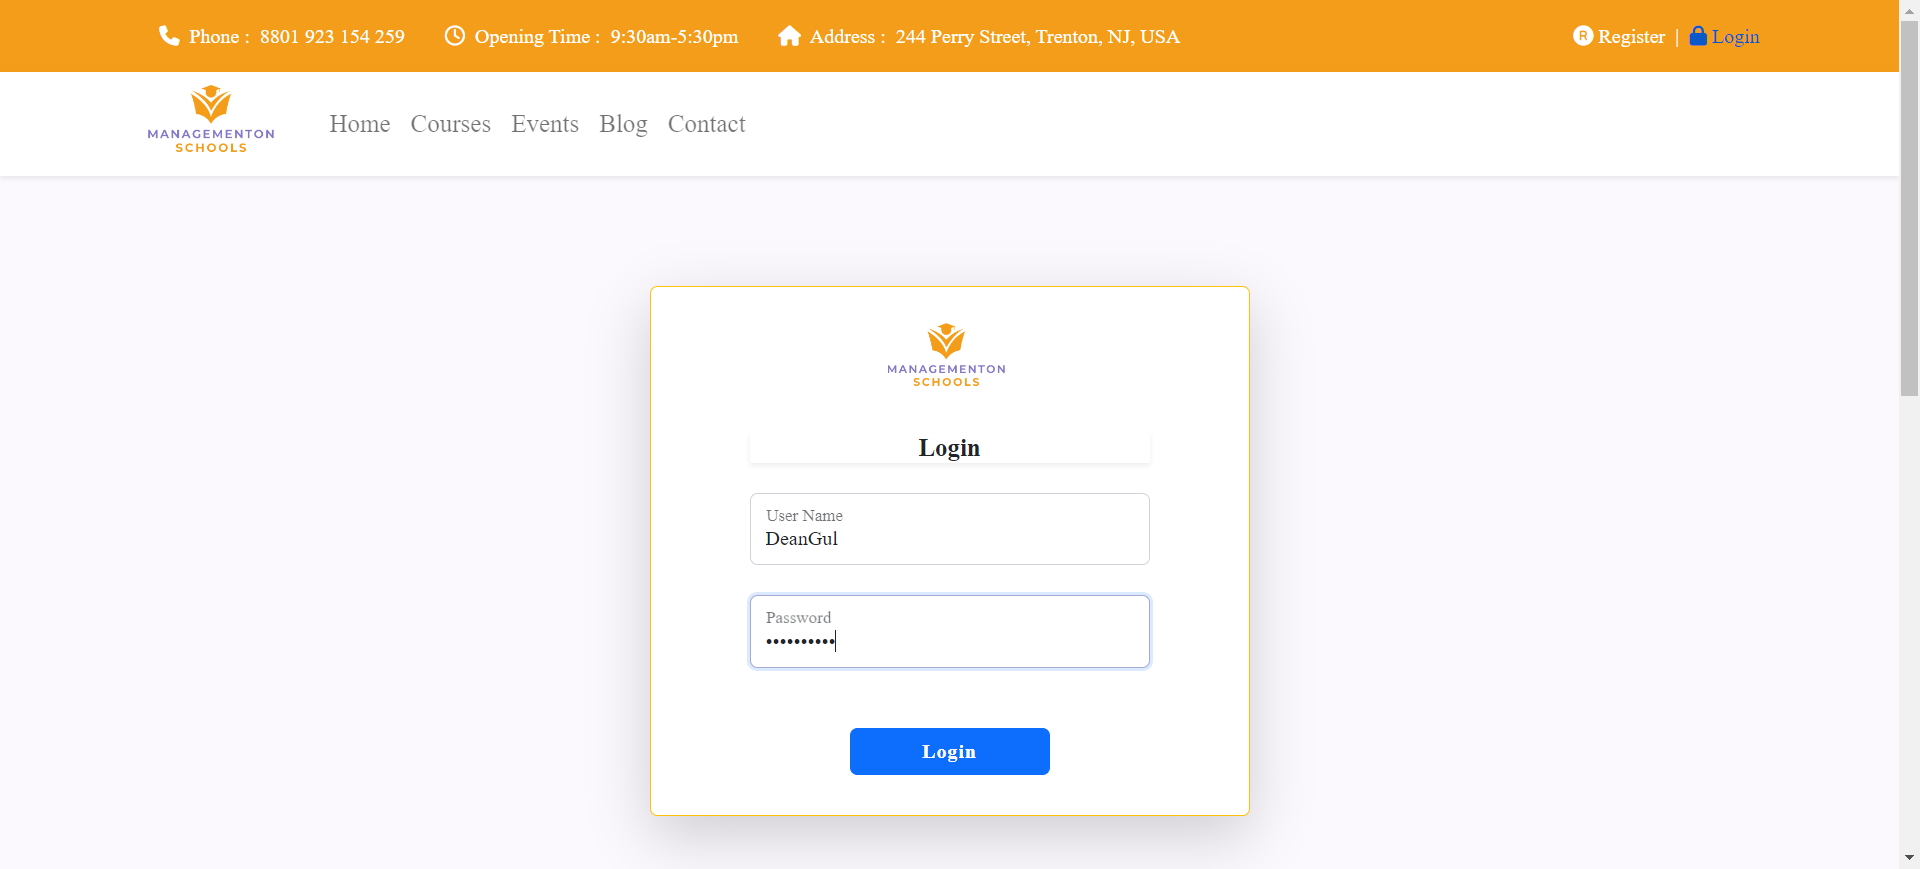 Phone : 8801 923 154 259 Opening Time : 9:30am-5:30pm Address : 244 Perry Street, Trenton, NJ, USA R Register | Login
MANAGEMENTON
SCHOOLS
Home Courses Events Blog Contact
MANAGEMENTON
SCHOOLS
Login
User Name
DeanGul
Password
••••••••••
Login